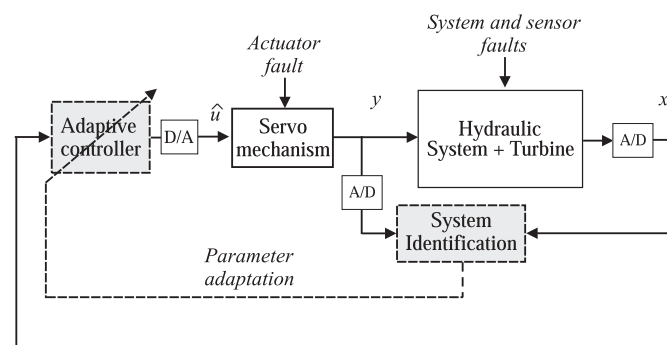 System and sensor
faults
Actuator
fault
Adaptive
controller
D/A
û
Servo
mechanism
y
Hydraulic
System + Turbine
A/D
x
A/D
System
Identification
Parameter
adaptation